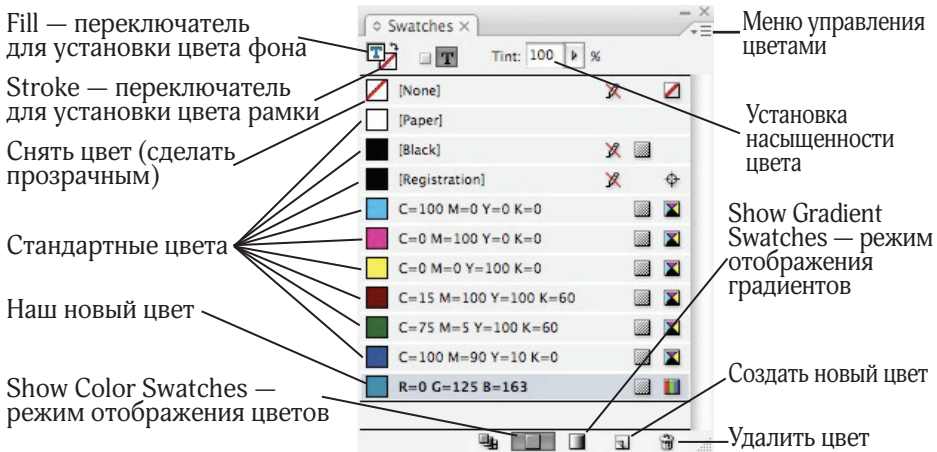 Fill — переключатель
для установки цвета фона
Stroke — переключатель
для установки цвета рамки
Снять цвет (сделать
прозрачным)
Стандартные цвета
Наш новый цвет
Show Color Swatches —
режим отображения цветов
Swatches
T
T
Tint: 100 %
[None]
[Paper]
[Black]
[Registration]
C=100 M=0 Y=0 K=0
C=0 M=100 Y=0 K=0
C=0 M=0 Y=100 K=0
C=15 M=100 Y=100 K=60
C=75 M=5 Y=100 K=60
C=100 M=90 Y=10 K=0
R=0 G=125 B=163
Меню управления
цветами
Установка
насыщенности
цвета
Show Gradient
Swatches — режим
отображения
градиентов
Создать новый цвет
Удалить цвет